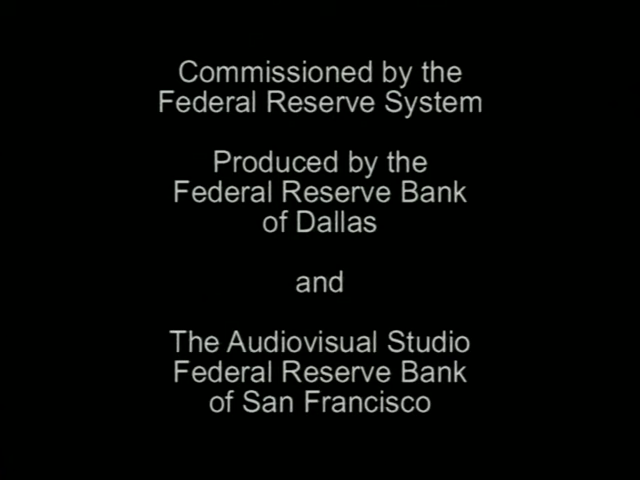 Commissioned by the
Federal Reserve System
Produced by the
Federal Reserve Bank
of Dallas
and
The Audiovisual Studio
Federal Reserve Bank
of San Francisco